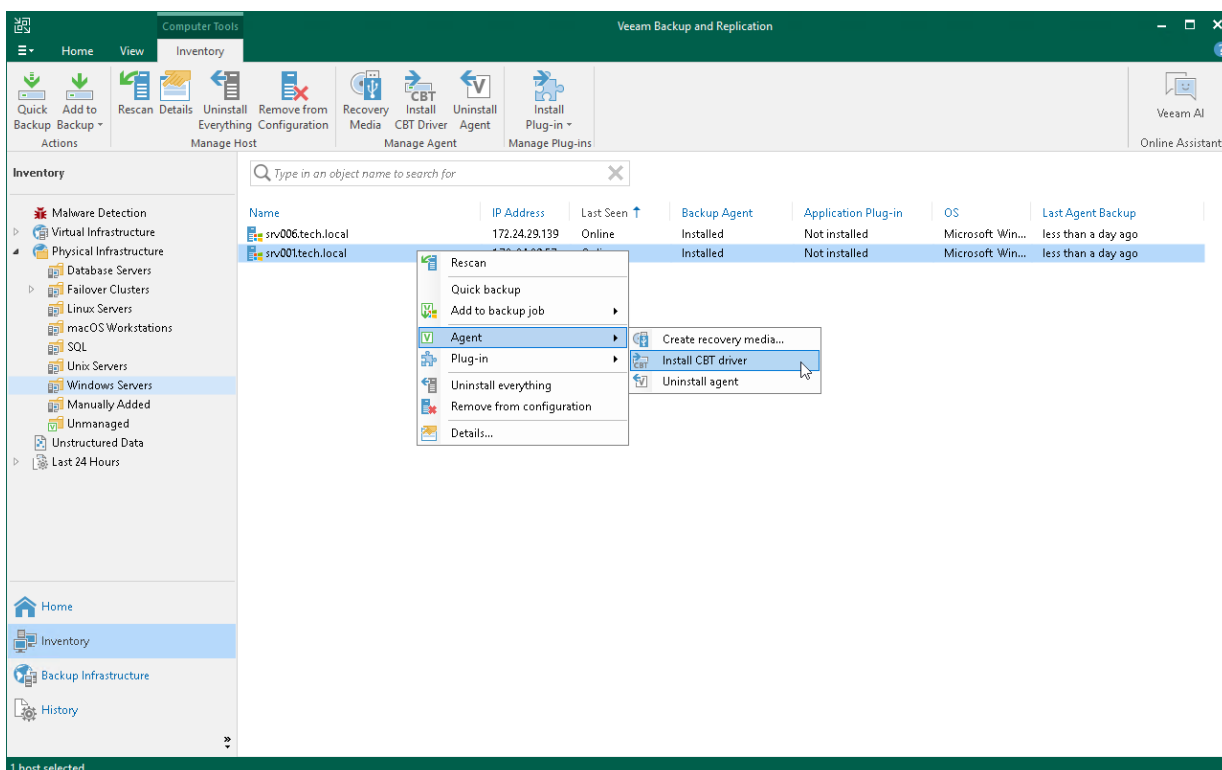 Computer Tools
Veeam Backup and Replication
Home View Inventory
Quick Backup
Add to Backup
Rescan
Details
Uninstall Everything
Remove from Configuration
Recovery Media
Install CBT Driver
Uninstall Agent
Install Plug-in
Veeam AI
Actions
Manage Host
Manage Agent
Manage Plug-ins
Online Assistant
Inventory
Type in an object name to search for
Malware Detection
Virtual Infrastructure
Physical Infrastructure
Database Servers
Failover Clusters
Linux Servers
macOS Workstations
SQL
Unix Servers
Windows Servers
Manually Added
Unmanaged
Unstructured Data
Last 24 Hours
Name IP Address Last Seen Backup Agent Application Plug-in OS Last Agent Backup
srv006.tech.local 172.24.29.139 Online Installed Not installed Microsoft Win... less than a day ago
srv001.tech.local Installed Not installed Microsoft Win... less than a day ago
Rescan
Quick backup
Add to backup job
Agent
Plug-in
Uninstall everything
Remove from configuration
Details...
Create recovery media...
CBT Install CBT driver
Uninstall agent
Home
Inventory
Backup Infrastructure
History
1 host selected